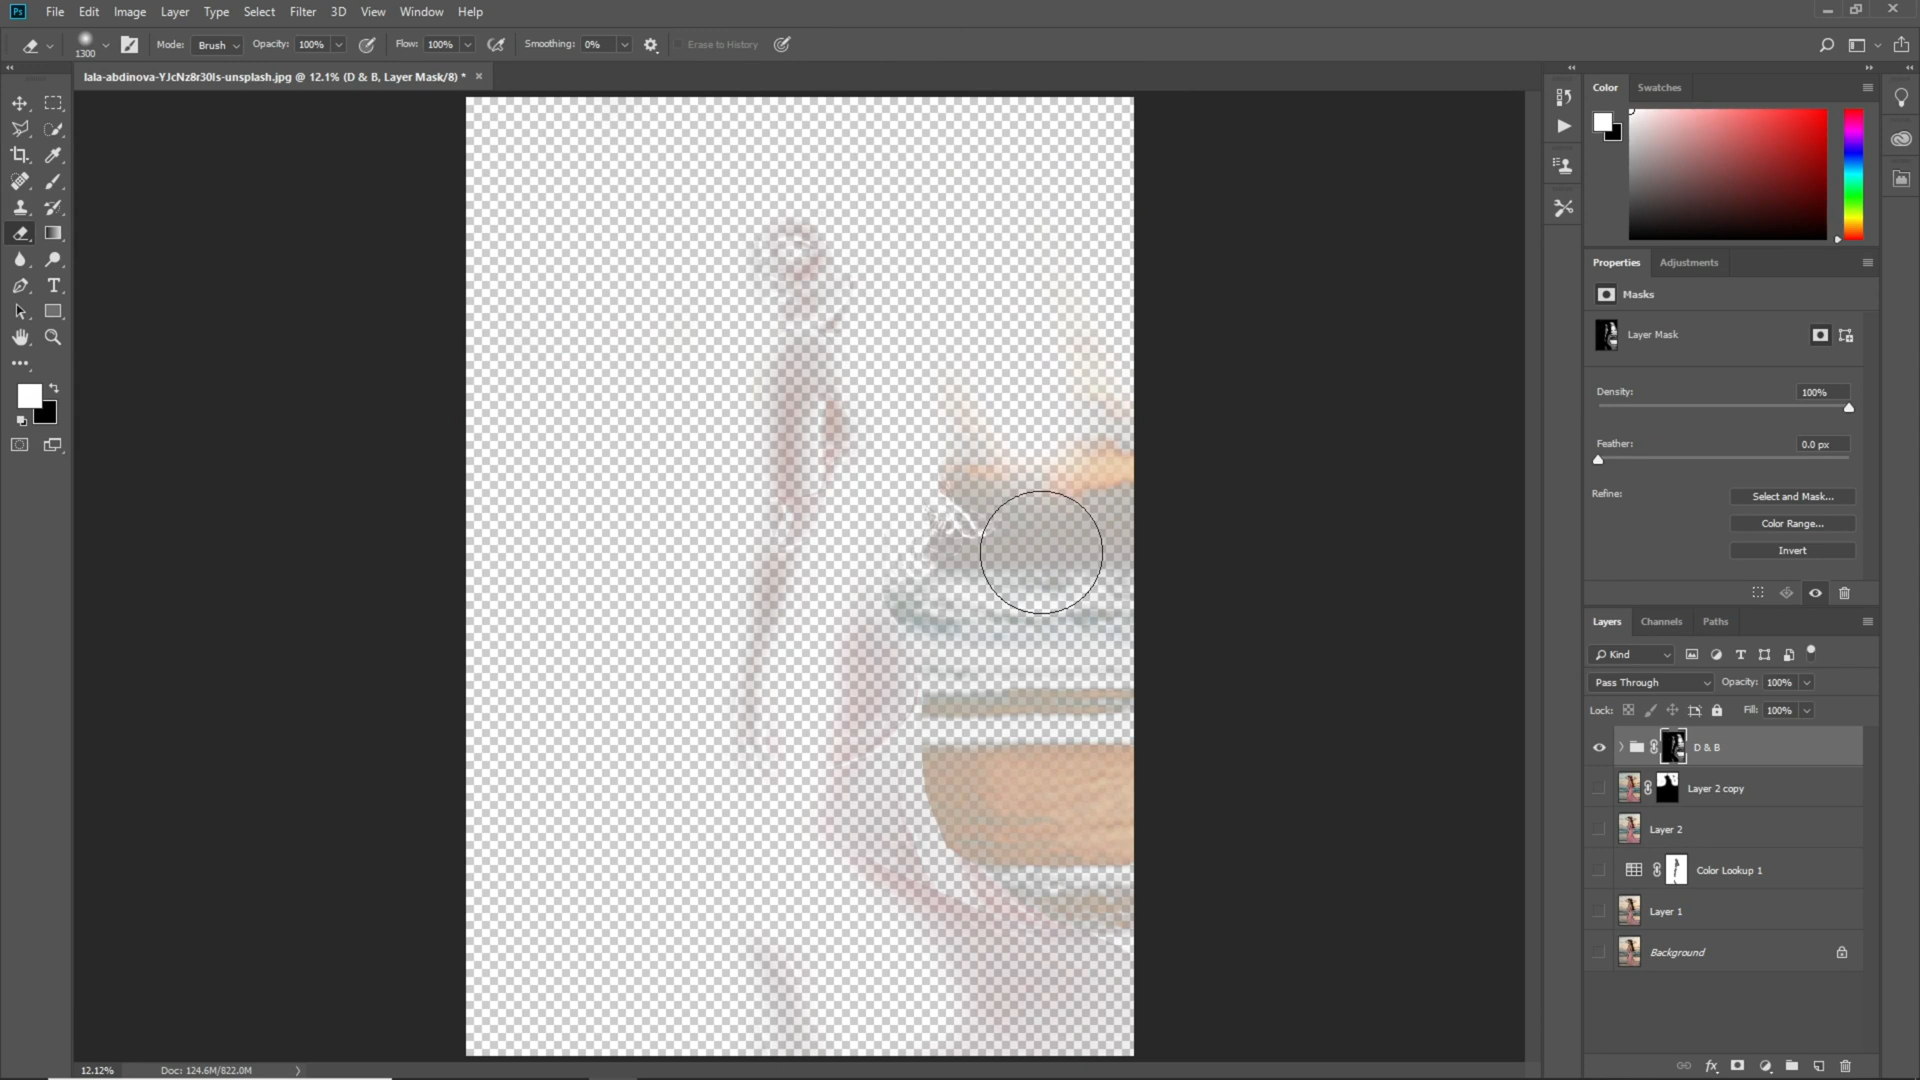 Ps File Edit Image Layer Type Select Filter 3D View Window Help
1300 Mode: Brush Opacity: 100% Flow: 100% Smoothing: 0% Erase to History
lala-abdinova-YJcNz8r30Is-unsplash.jpg @ 12.1% (D & B, Layer Mask/8) *
Color Swatches
Properties Adjustments
Masks
Layer Mask
Density: 100%
Feather: 0.0 px
Refine: Select and Mask...
Color Range...
Invert
Layers Channels Paths
Kind
Pass Through Opacity: 100%
Lock: Fill: 100%
D & B
Layer 2 copy
Layer 2
Color Lookup 1
Layer 1
Background
12.12% Doc: 124.6M/822.0M